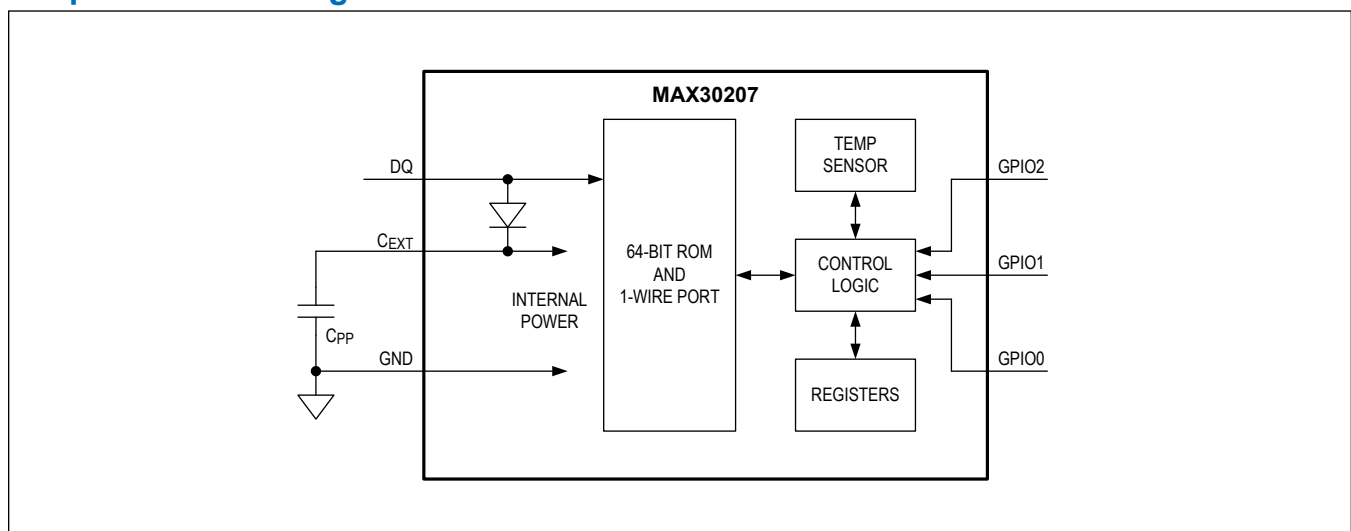 MAX30207
DQ
CEXT
CPP
GND
INTERNAL
POWER
64-BIT ROM
AND
1-WIRE PORT
TEMP
SENSOR
CONTROL
LOGIC
REGISTERS
GPIO2
GPIO1
GPIO0